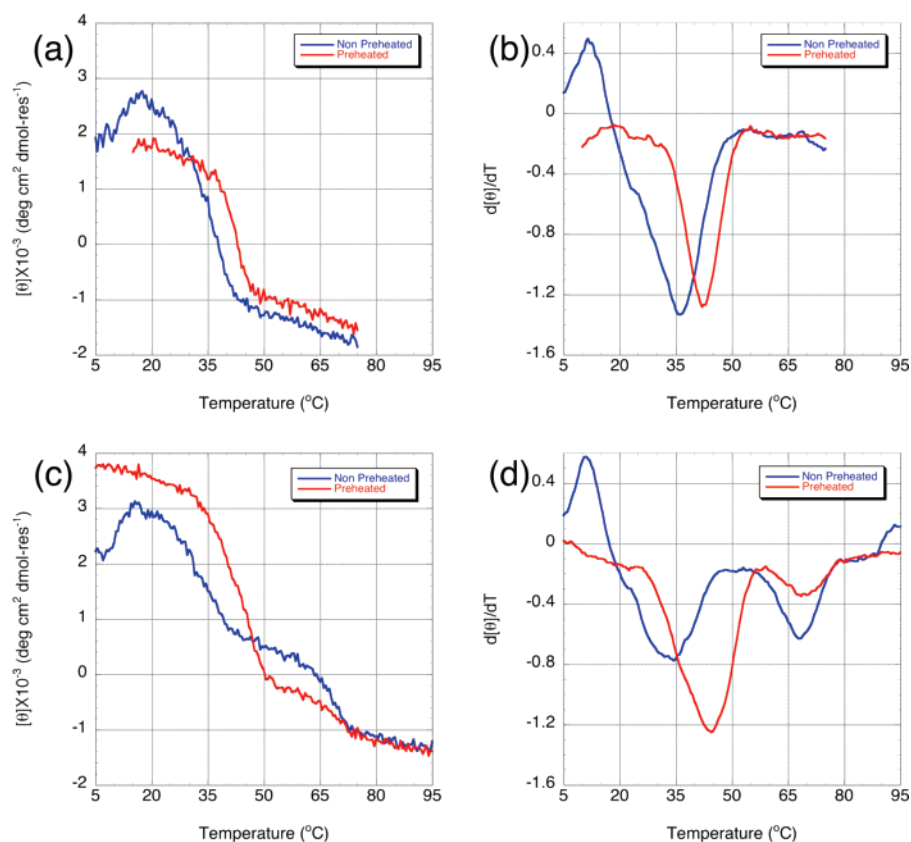 (a)
Non Preheated
Preheated
4
3
2
1
0
-1
-2
[θ]X10⁻³ (deg cm² dmol-res⁻¹)
5 20 35 50 65 80 95
Temperature (°C)
(b)
Non Preheated
Preheated
0.4
0
-0.4
-0.8
-1.2
-1.6
d[θ]/dT
5 20 35 50 65 80 95
Temperature (°C)
(c)
Non Preheated
Preheated
4
3
2
1
0
-1
-2
[θ]X10⁻³ (deg cm² dmol-res⁻¹)
5 20 35 50 65 80 95
Temperature (°C)
(d)
Non Preheated
Preheated
0.4
0
-0.4
-0.8
-1.2
-1.6
d[θ]/dT
5 20 35 50 65 80 95
Temperature (°C)